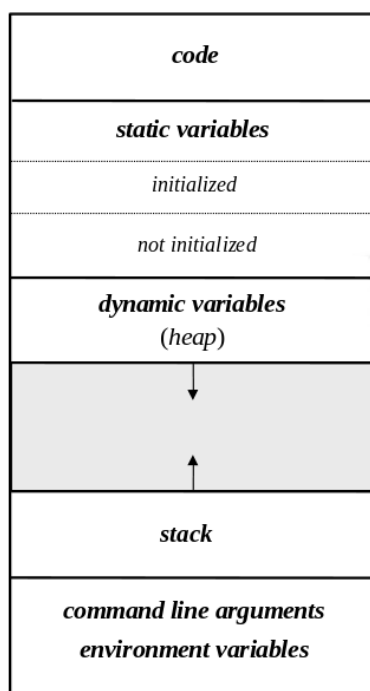 code
static variables
initialized
not initialized
dynamic variables
(heap)
stack
command line arguments
environment variables